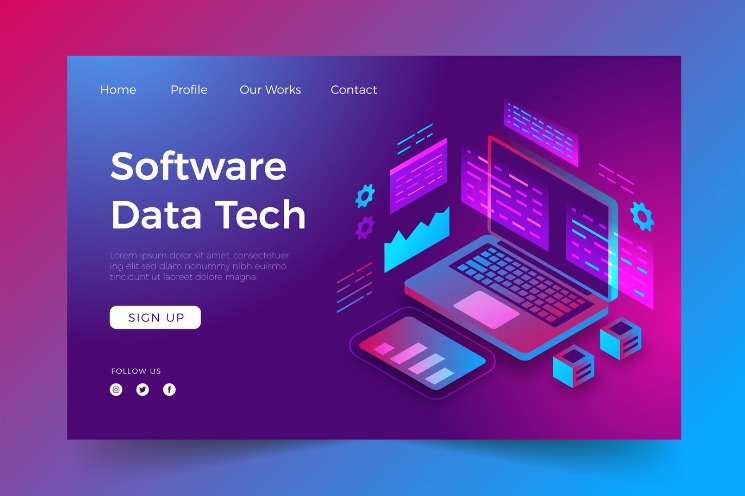 Home Profile Our Works Contact
Software
Data Tech
Lorem ipsum dolor sit amet, consectetuer
ing elit, sed diam nonummy nibh euismod
tincidunt ut laoreet dolore magna.
SIGN UP
FOLLOW US